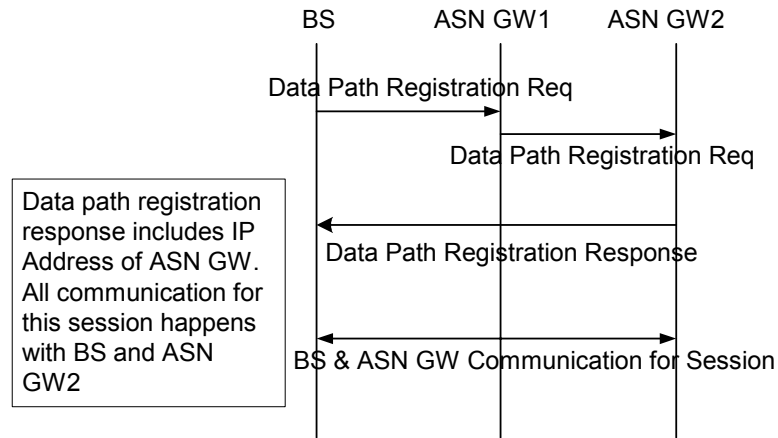 BS ASN GW1 ASN GW2
Data Path Registration Req
Data Path Registration Req
Data path registration
response includes IP
Address of ASN GW.
All communication for
this session happens
with BS and ASN
GW2
Data Path Registration Response
BS & ASN GW Communication for Session